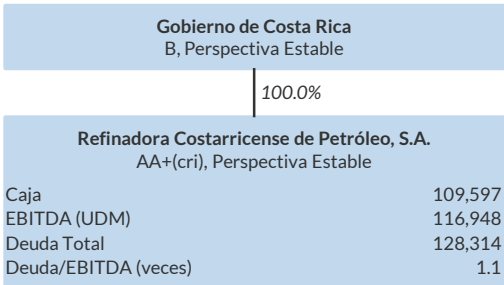 Gobierno de Costa Rica
B, Perspectiva Estable
100.0%
Refinadora Costarricense de Petróleo, S.A.
AA+(cri), Perspectiva Estable
Caja 109,597
EBITDA (UDM) 116,948
Deuda Total 128,314
Deuda/EBITDA (veces) 1.1